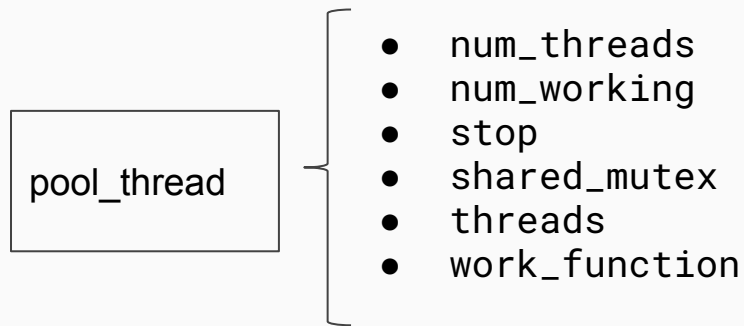 pool_thread
● num_threads
● num_working
● stop
● shared_mutex
● threads
● work_function